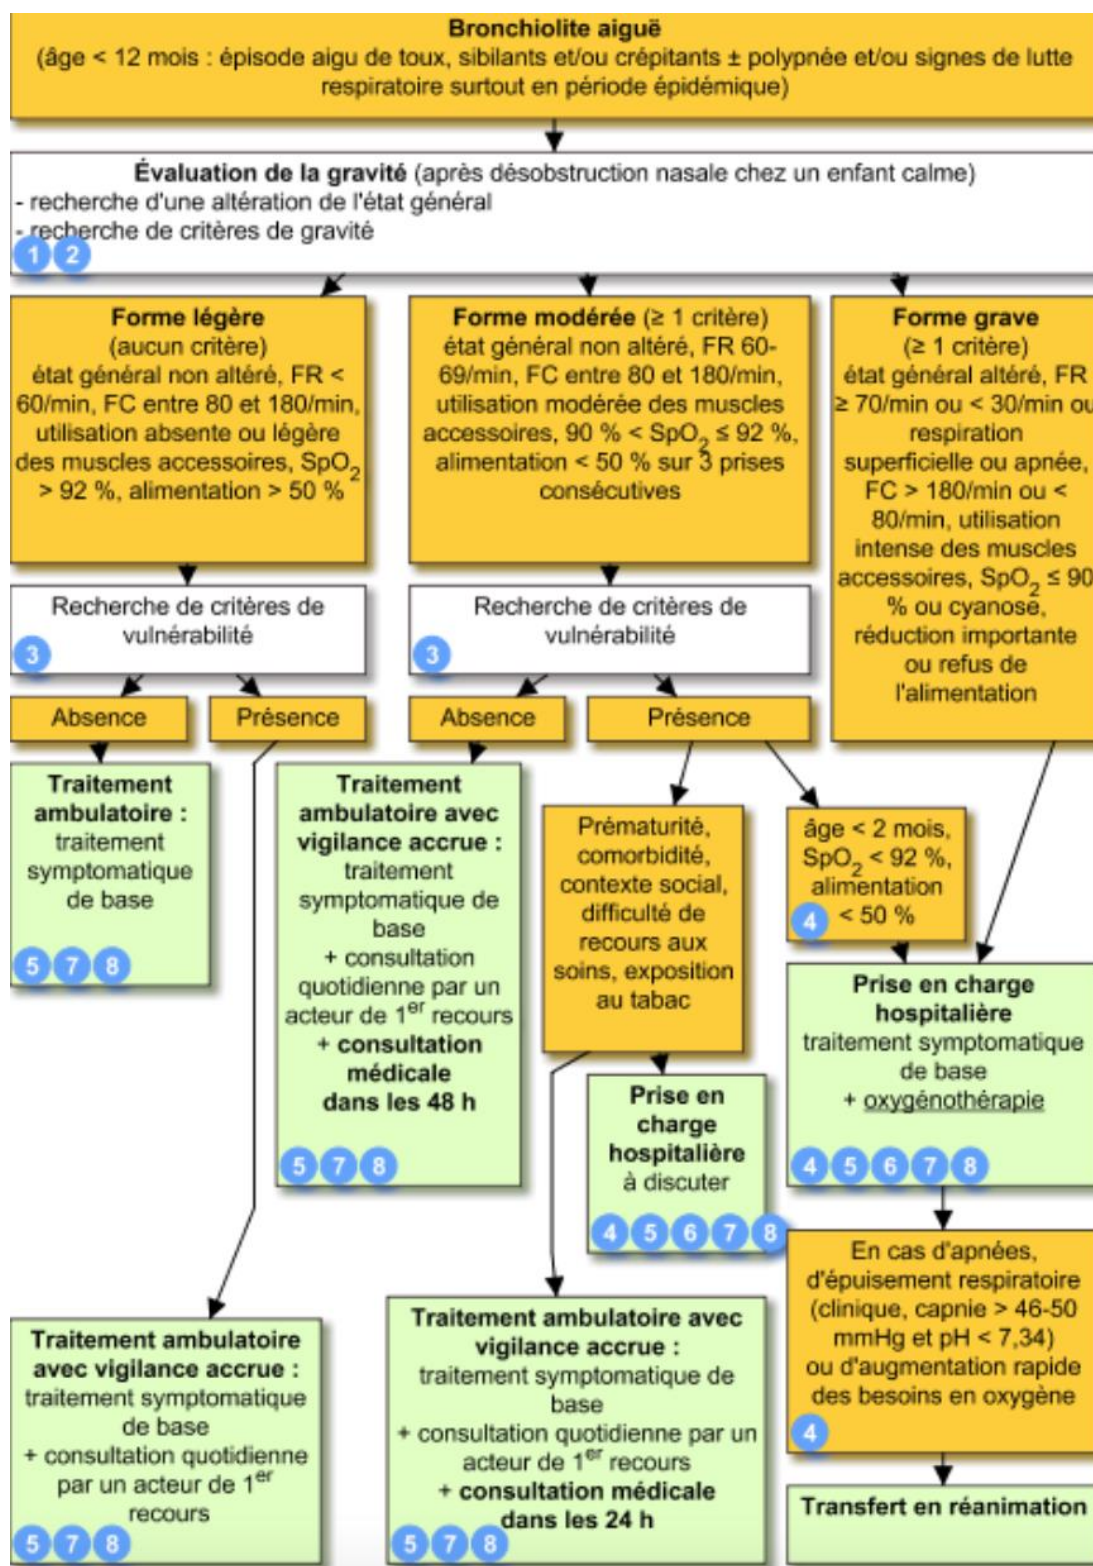 Bronchiolite aiguë
(âge < 12 mois : épisode aigu de toux, sibilants et/ou crépitants ± polypnée et/ou signes de lutte
respiratoire surtout en période épidémique)
Évaluation de la gravité (après désobstruction nasale chez un enfant calme)
- recherche d'une altération de l'état général
- recherche de critères de gravité
1 2
Forme légère
(aucun critère)
état général non altéré, FR <
60/min, FC entre 80 et 180/min,
utilisation absente ou légère
des muscles accessoires, SpO2
> 92 %, alimentation > 50 %
Forme modérée (≥ 1 critère)
état général non altéré, FR 60-
69/min, FC entre 80 et 180/min,
utilisation modérée des muscles
accessoires, 90 % < SpO2 ≤ 92 %,
alimentation < 50 % sur 3 prises
consécutives
Forme grave
(≥ 1 critère)
état général altéré, FR
≥ 70/min ou < 30/min ou
respiration
superficielle ou apnée,
FC > 180/min ou <
80/min, utilisation
intense des muscles
accessoires, SpO2 ≤ 90
% ou cyanose,
réduction importante
ou refus de
l'alimentation
Recherche de critères de
vulnérabilité
3
Recherche de critères de
vulnérabilité
3
Absence
Présence
Absence
Présence
Traitement
ambulatoire :
traitement
symptomatique
de base
5 7 8
Traitement
ambulatoire avec
vigilance accrue :
traitement
symptomatique de
base
+ consultation
quotidienne par un
acteur de 1er recours
+ consultation
médicale
dans les 48 h
5 7 8
Prématurité,
comorbidité,
contexte social,
difficulté de
recours aux
soins, exposition
au tabac
âge < 2 mois,
SpO2 < 92 %,
alimentation
< 50 %
4
Prise en charge
hospitalière
traitement symptomatique
de base
+ oxygénothérapie
4 5 6 7 8
Prise en
charge
hospitalière
à discuter
4 5 6 7 8
En cas d'apnées,
d'épuisement respiratoire
(clinique, capnie > 46-50
mmHg et pH < 7,34)
ou d'augmentation rapide
des besoins en oxygène
4
Traitement ambulatoire
avec vigilance accrue :
traitement symptomatique
de base
+ consultation quotidienne
par un acteur de 1er
recours
5 7 8
Traitement ambulatoire avec
vigilance accrue :
traitement symptomatique de
base
+ consultation quotidienne par un
acteur de 1er recours
+ consultation médicale
dans les 24 h
5 7 8
Transfert en réanimation